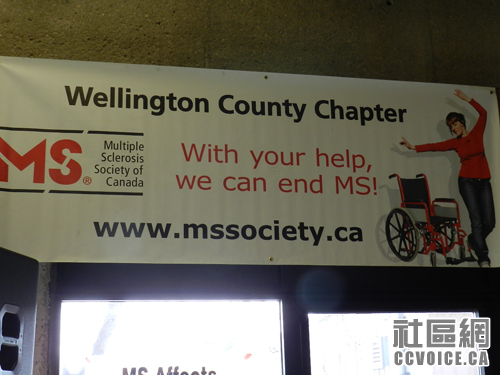 Wellington County Chapter
MS®
Multiple
Sclerosis
Society of
Canada
With your help,
we can end MS!
www.mssociety.ca
MS Affects
社區網
CCVOICE.CA